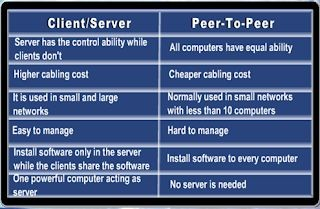 Client/Server
Peer-To-Peer
Server has the control ability while
clients don't
All computers have equal ability
Higher cabling cost
Cheaper cabling cost
It is used in small and large
networks
Normally used in small networks
with less than 10 computers
Easy to manage
Hard to manage
Install software only in the server
while the clients share the software
Install software to every computer
One powerful computer acting as
server
No server is needed